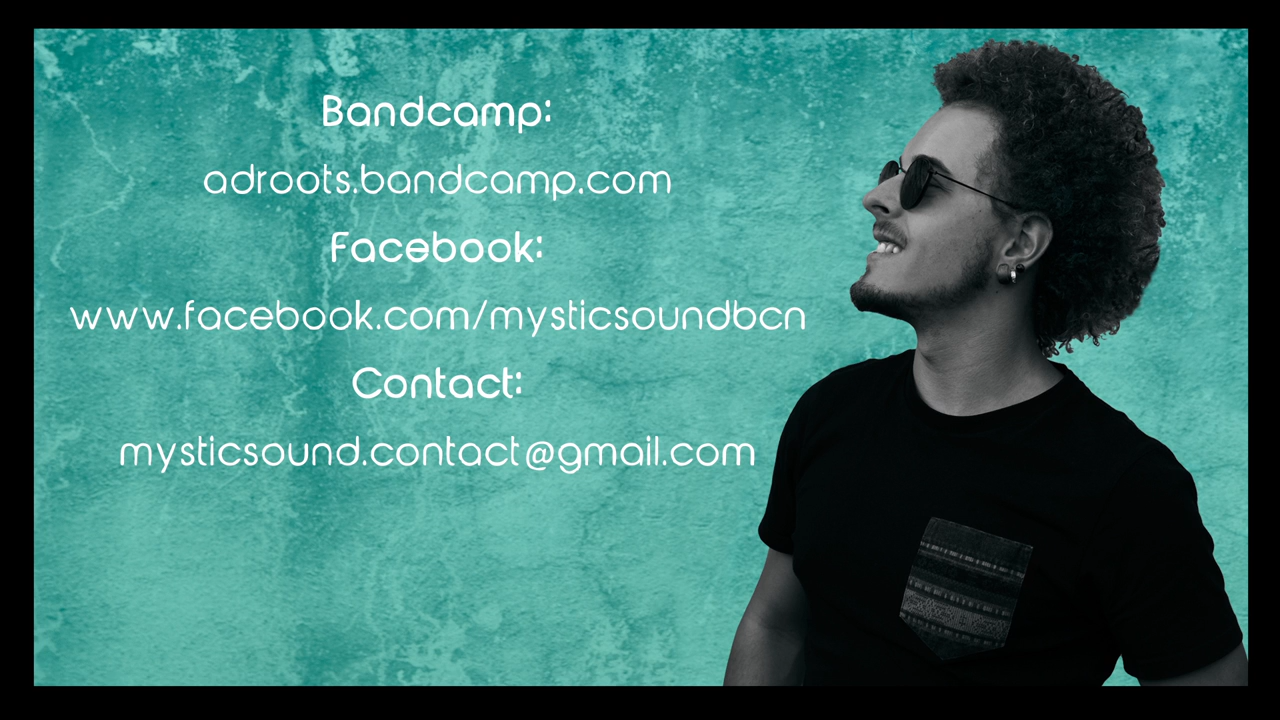 Bandcamp:
adroots.bandcamp.com
Facebook:
www.facebook.com/mysticsoundbcn
Contact:
mysticsound.contact@gmail.com